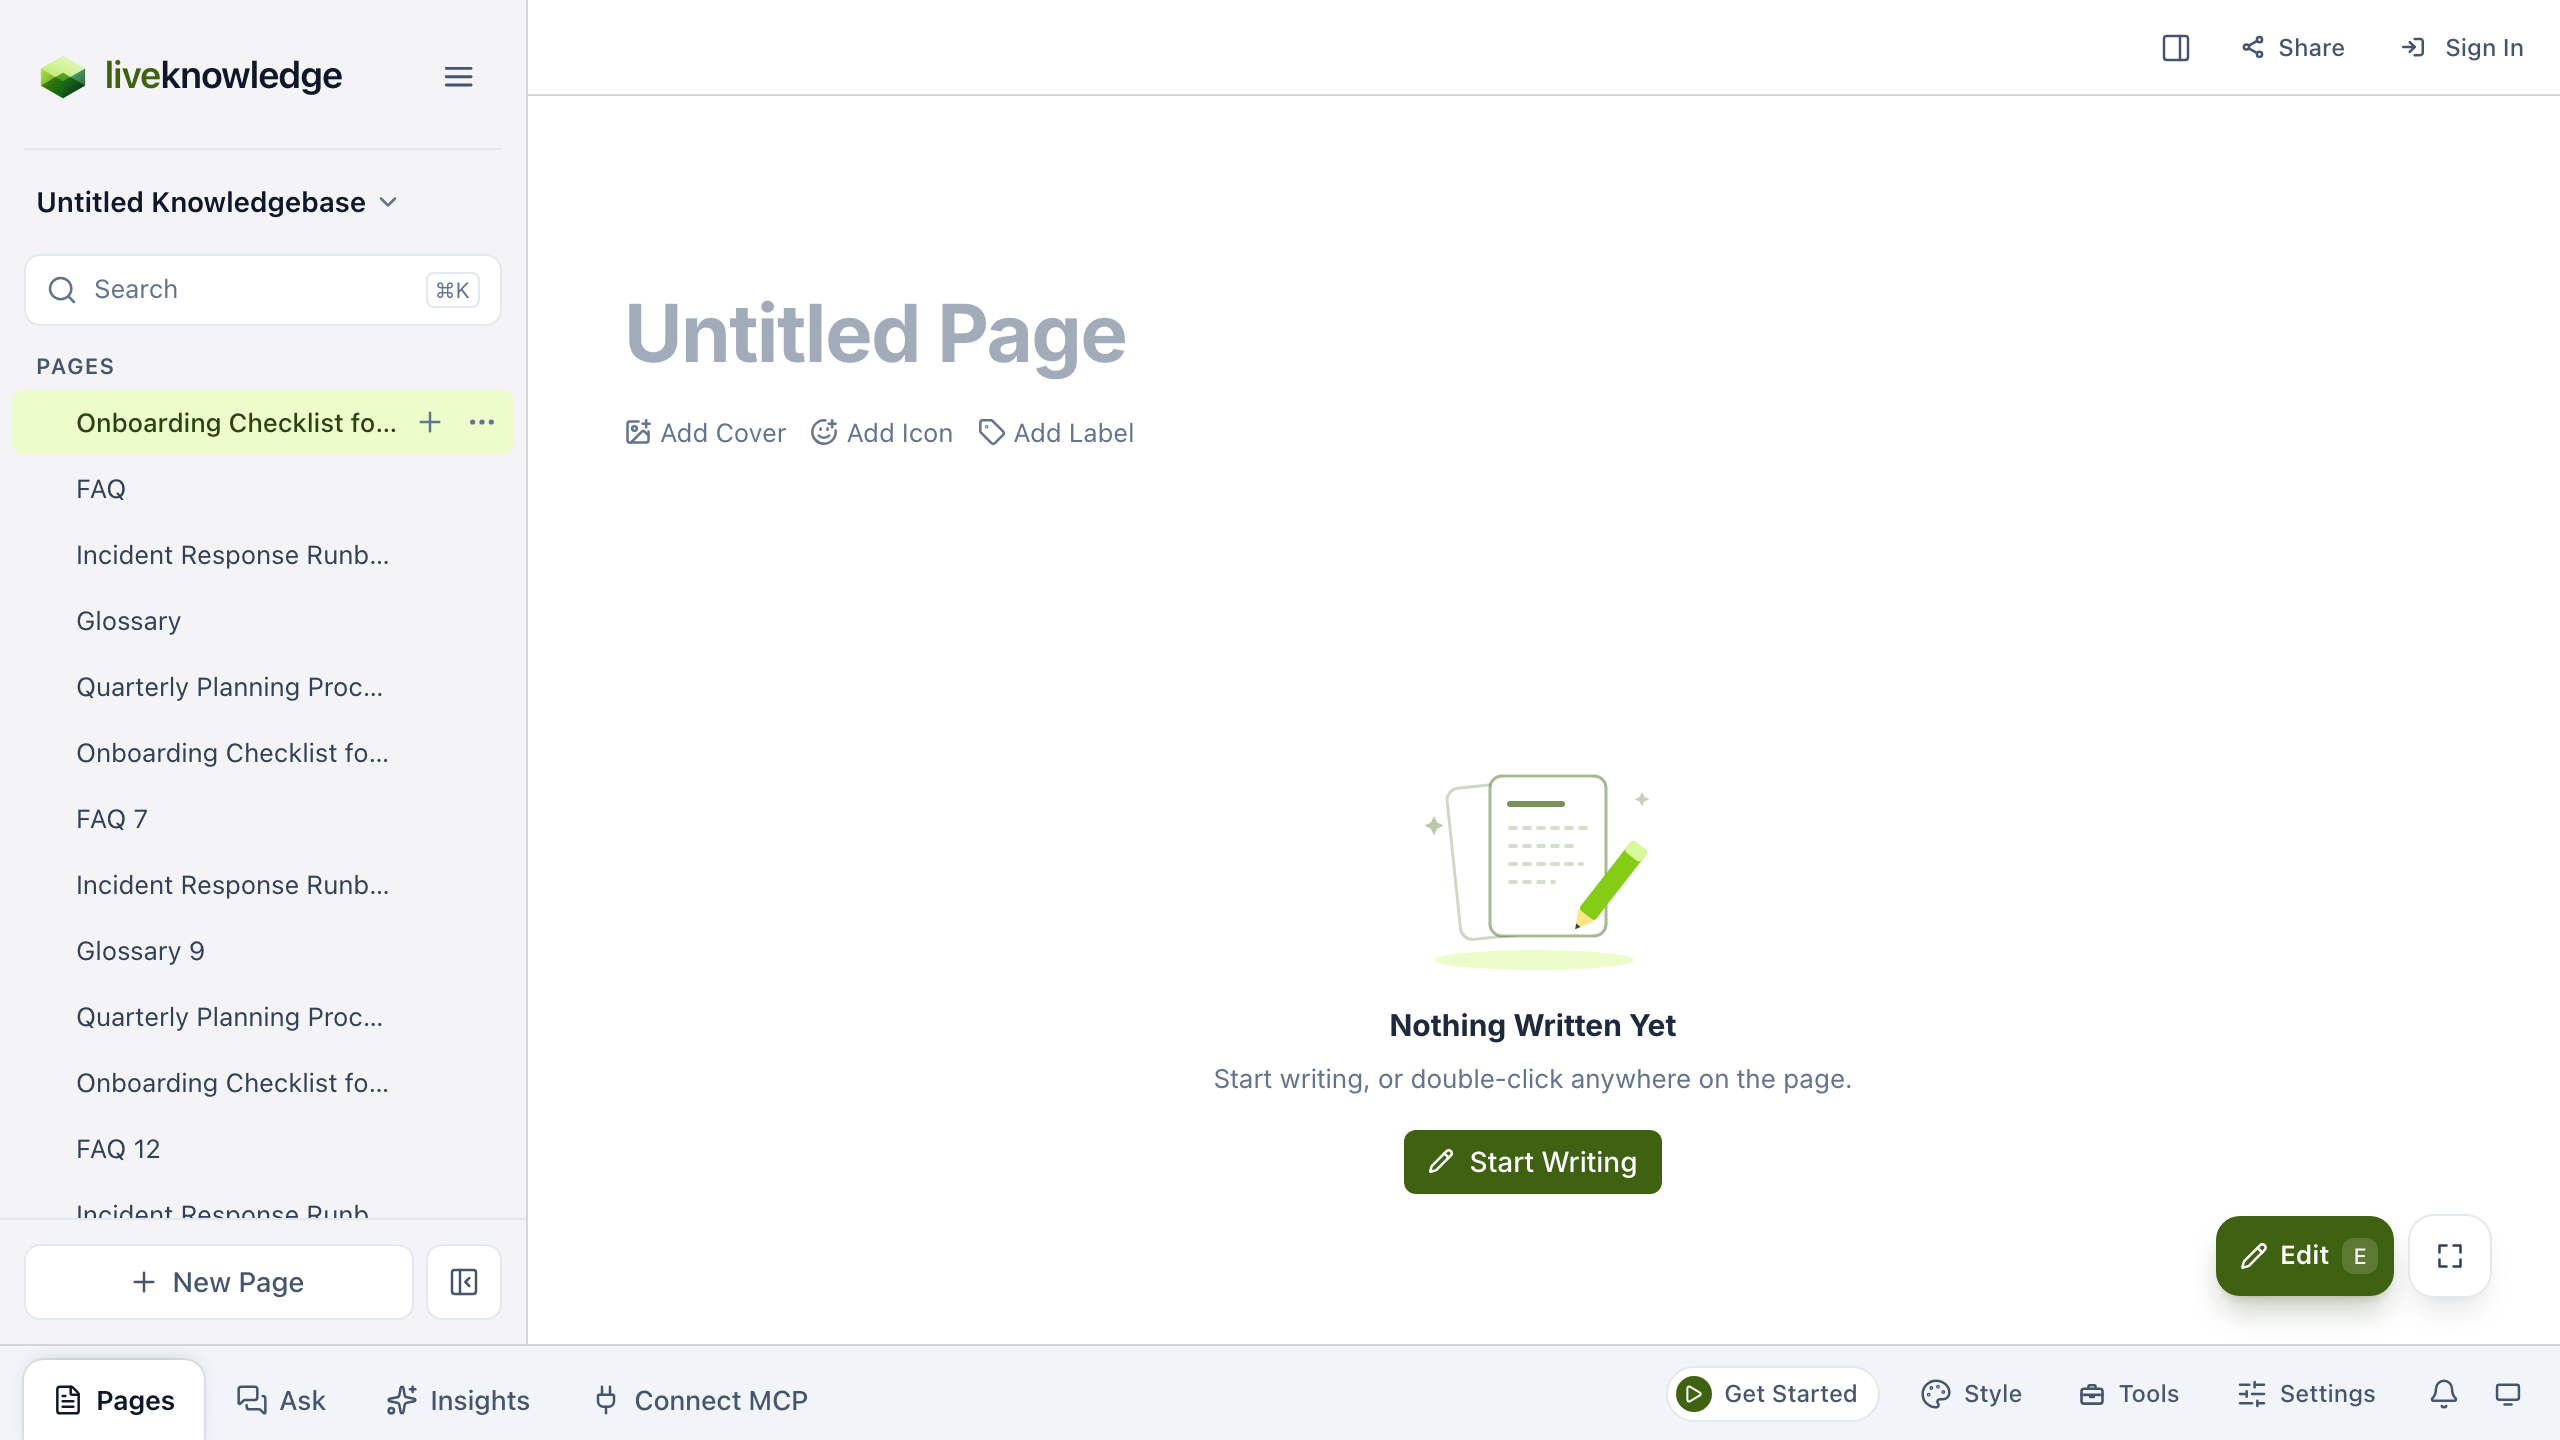 liveknowledge
Share
Sign In
Untitled Knowledgebase
Search
⌘K
PAGES
Onboarding Checklist fo...
FAQ
Incident Response Runb...
Glossary
Quarterly Planning Proc...
Onboarding Checklist fo...
FAQ 7
Incident Response Runb...
Glossary 9
Quarterly Planning Proc...
Onboarding Checklist fo...
FAQ 12
Incident Response Runb...
New Page
Untitled Page
Add Cover
Add Icon
Add Label
Nothing Written Yet
Start writing, or double-click anywhere on the page.
Start Writing
Edit E
Pages
Ask
Insights
Connect MCP
Get Started
Style
Tools
Settings